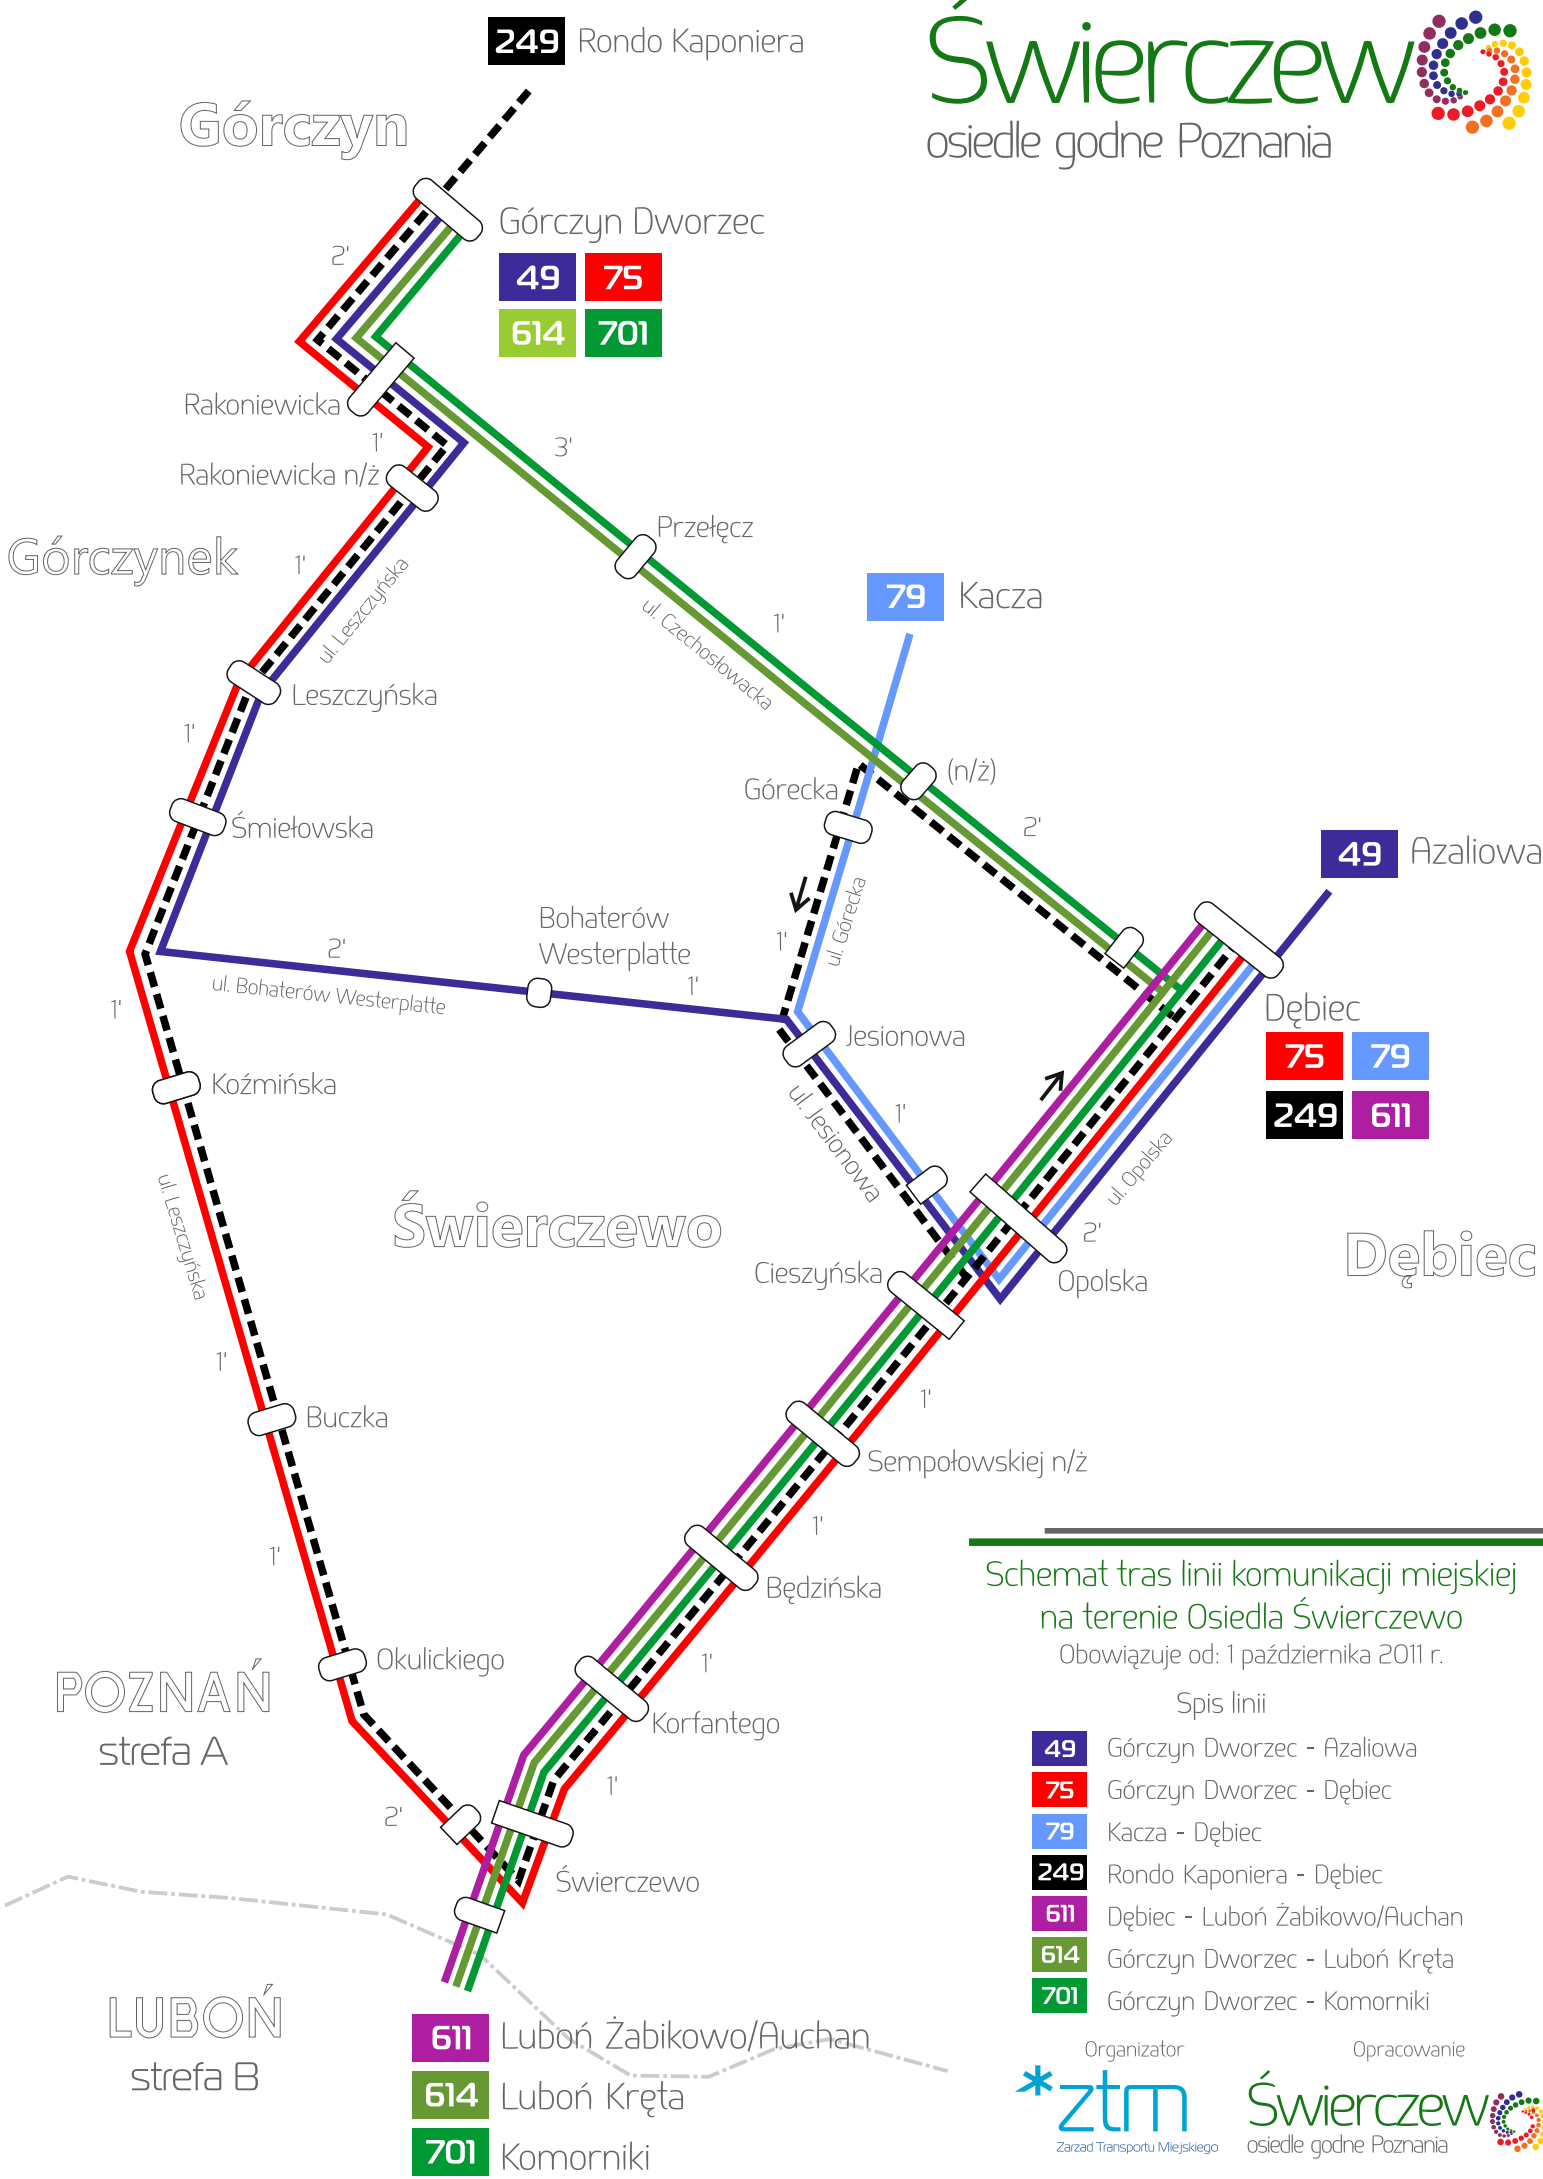 249 Rondo Kaponiera
Świerczewo
osiedle godne Poznania
Górczyn
Górczyn Dworzec
49 75
614 701
2'
Rakoniewicka
1'
Rakoniewicka n/ż
3'
Przełęcz
Górczynek
1'
ul. Leszczyńska
ul. Czechosłowacka
1'
79 Kacza
Leszczyńska
1'
Śmiełowska
Górecka
(n/ż)
2'
49 Azaliowa
ul. Górecka
1'
Bohaterów
Westerplatte
2'
1'
ul. Bohaterów Westerplatte
1'
Jesionowa
Dębiec
75 79
249 611
Koźmińska
ul. Jesionowa
1'
ul. Opolska
ul. Leszczyńska
Świerczewo
2'
Dębiec
Cieszyńska
Opolska
1'
Buczka
1'
Sempołowskiej n/ż
1'
1'
Będzińska
Okulickiego
1'
Korfantego
POZNAŃ
strefa A
1'
2'
Świerczewo
LUBOŃ
strefa B
611 Luboń Żabikowo/Auchan
614 Luboń Kręta
701 Komorniki
Schemat tras linii komunikacji miejskiej
na terenie Osiedla Świerczewo
Obowiązuje od: 1 października 2011 r.
Spis linii
49 Górczyn Dworzec - Azaliowa
75 Górczyn Dworzec - Dębiec
79 Kacza - Dębiec
249 Rondo Kaponiera - Dębiec
611 Dębiec - Luboń Żabikowo/Auchan
614 Górczyn Dworzec - Luboń Kręta
701 Górczyn Dworzec - Komorniki
Organizator
Opracowanie
ztm
Zarzad Transportu Miejskiego
Świerczewo
osiedle godne Poznania